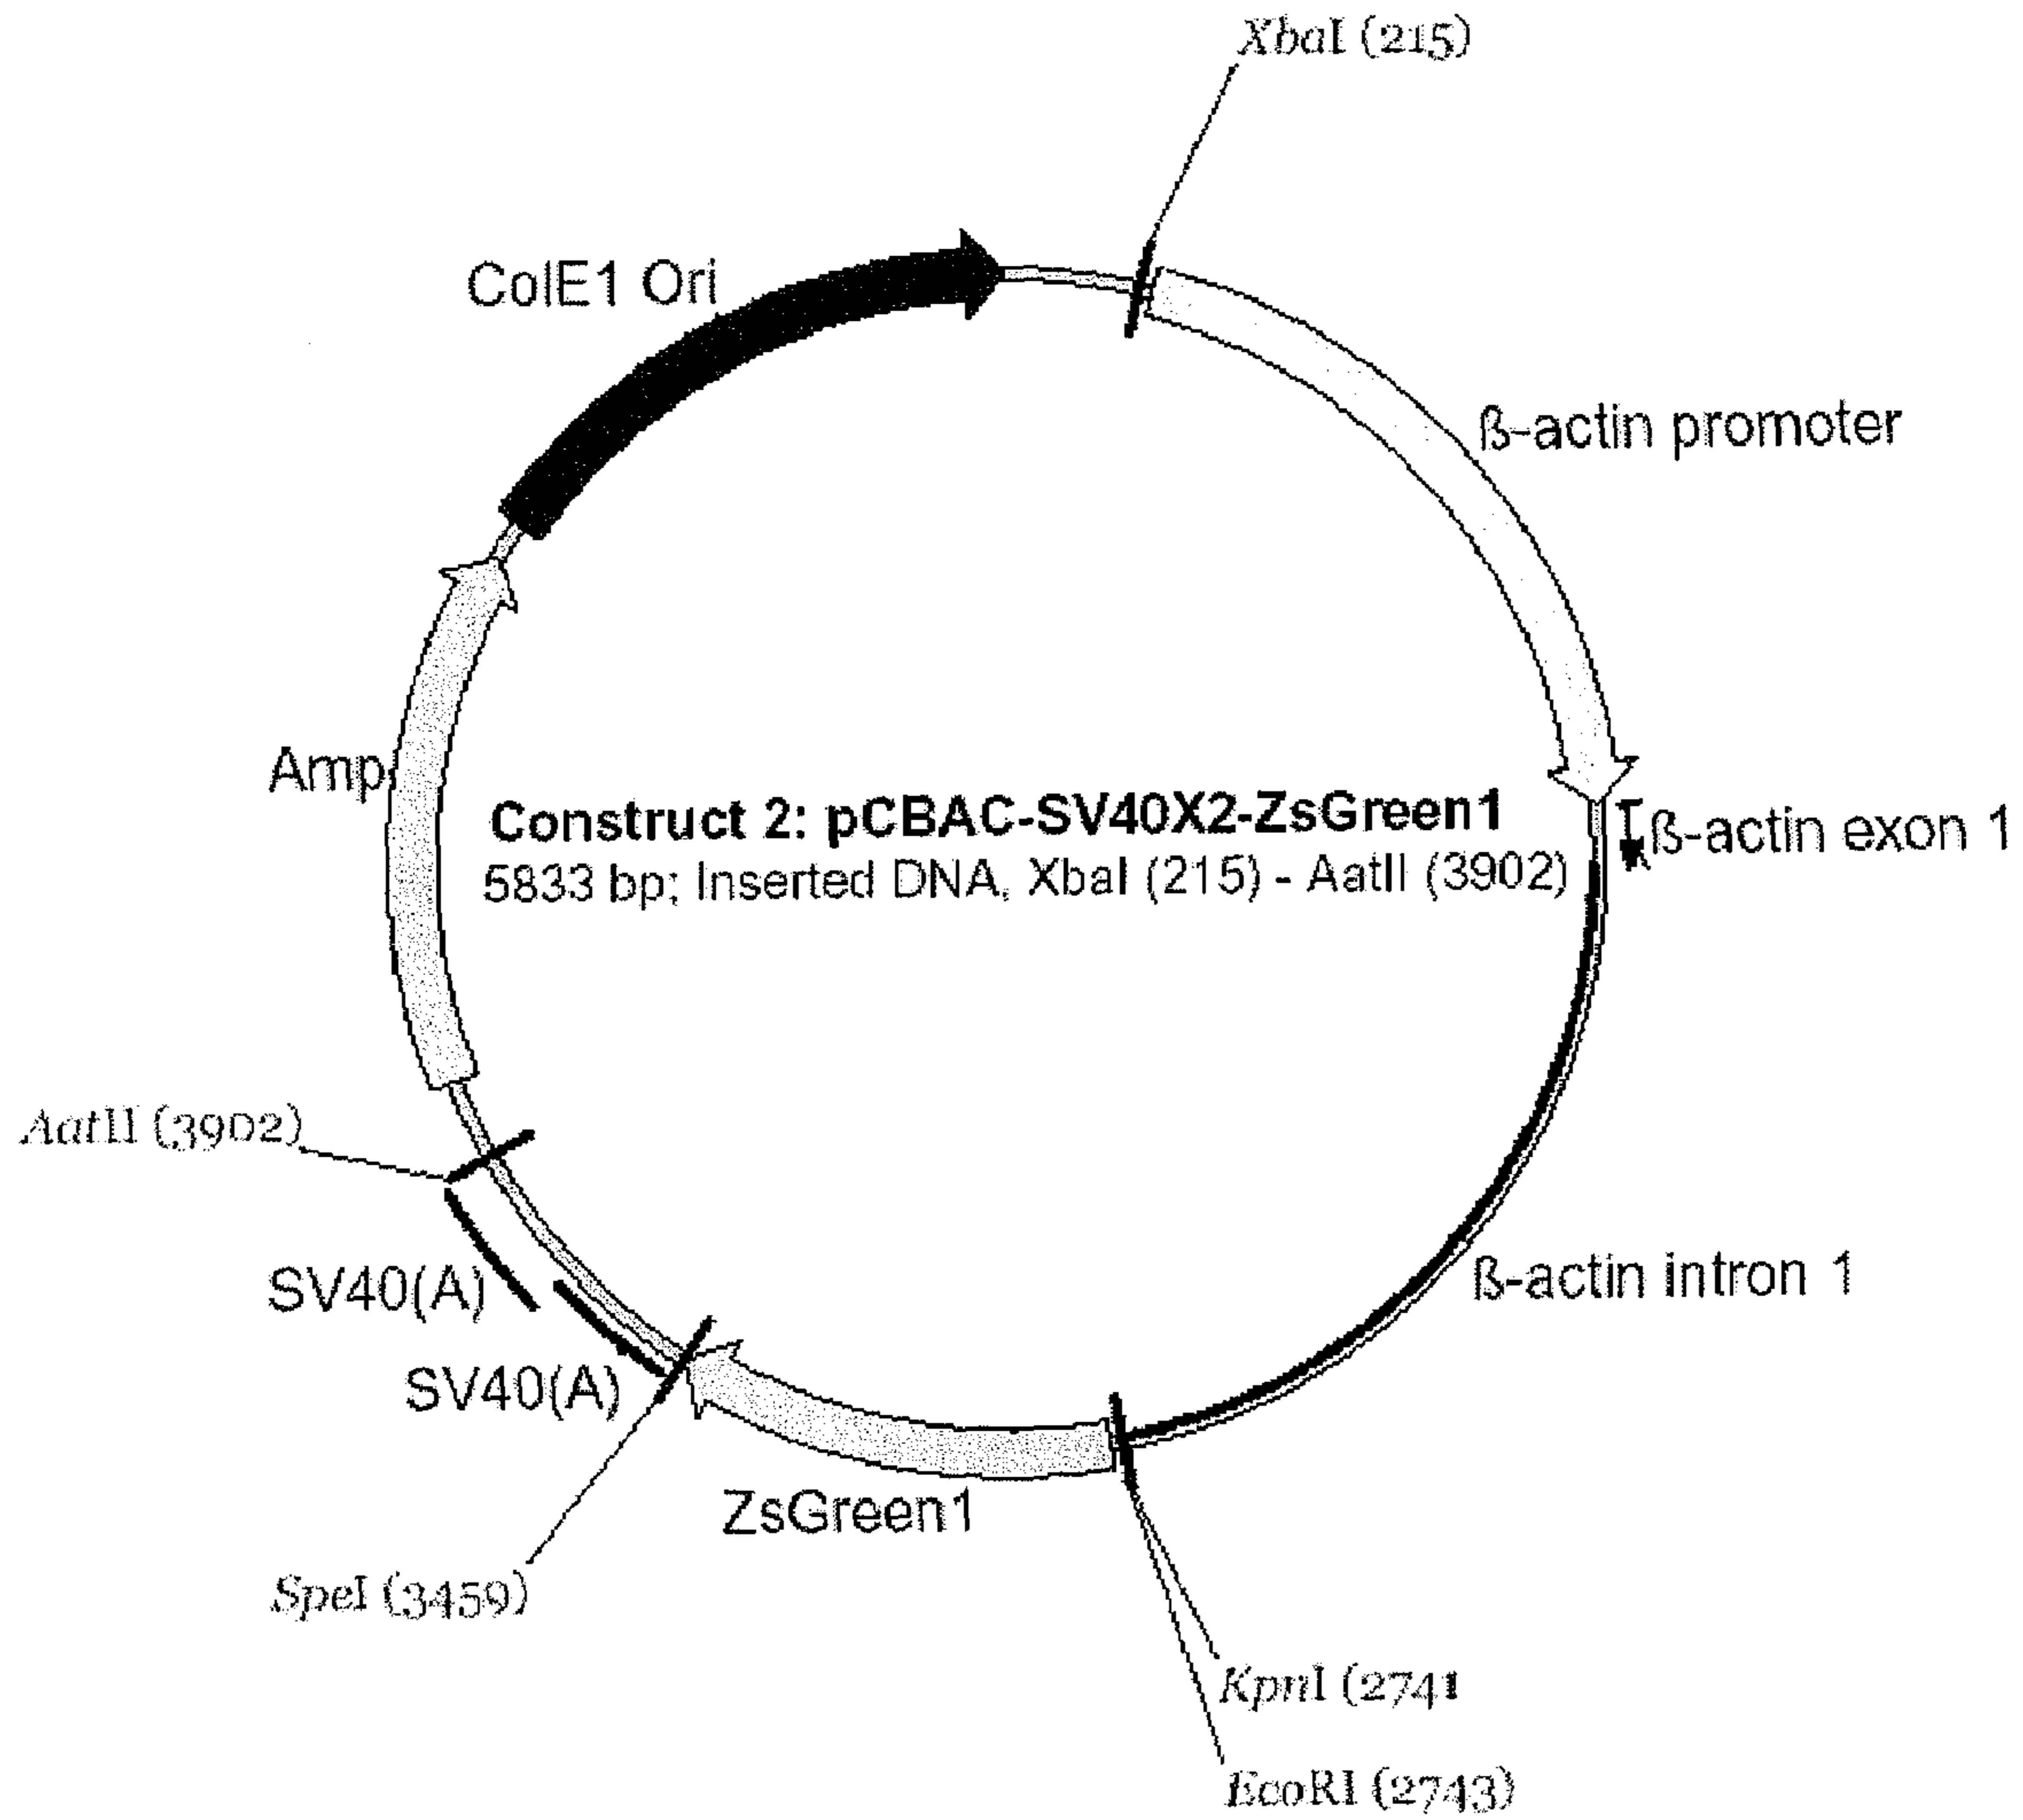 XbaI (215)
ColE1 Ori
ß-actin promoter
Amp
Construct 2: pCBAC-SV40X2-ZsGreen1
5833 bp; Inserted DNA, XbaI (215) - AatII (3902)
ß-actin exon 1
AatII (3902)
SV40(A)
ß-actin intron 1
SV40(A)
ZsGreen1
SpeI (3459)
KpnI (2741
EcoRI (2743)